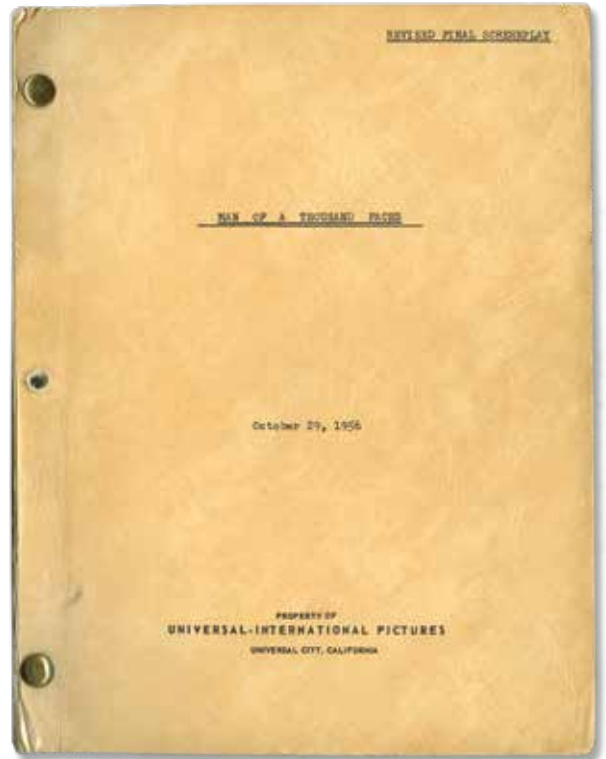 REVISED FINAL SCREENPLAY
MAN OF A THOUSAND FACES
October 29, 1956
PROPERTY OF
UNIVERSAL-INTERNATIONAL PICTURES
UNIVERSAL CITY, CALIFORNIA